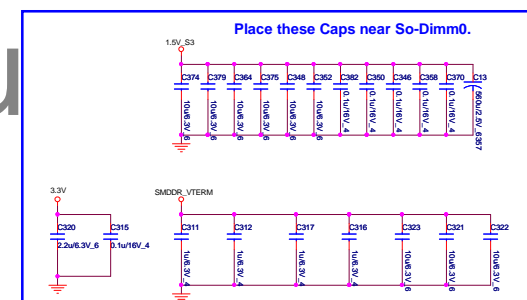 Place these Caps near So-Dimm0.
1.5V_S3
C374 C379 C364 C375 C348 C352 C382 C350 C346 C358 C370 C13
10u/6.3V_6 10u/6.3V_6 10u/6.3V_6 10u/6.3V_6 10u/6.3V_6 10u/6.3V_6 0.1u/16V_4 0.1u/16V_4 0.1u/16V_4 0.1u/16V_4 0.1u/16V_4
3.3V
C320 C315
2.2u/6.3V_6 0.1u/16V_4
SMDDR_VTERM
C311 C312 C317 C316 C323 C321 C322
1u/6.3V_4 1u/6.3V_4 1u/6.3V_4 1u/6.3V_4 10u/6.3V_6 10u/6.3V_6 10u/6.3V_6